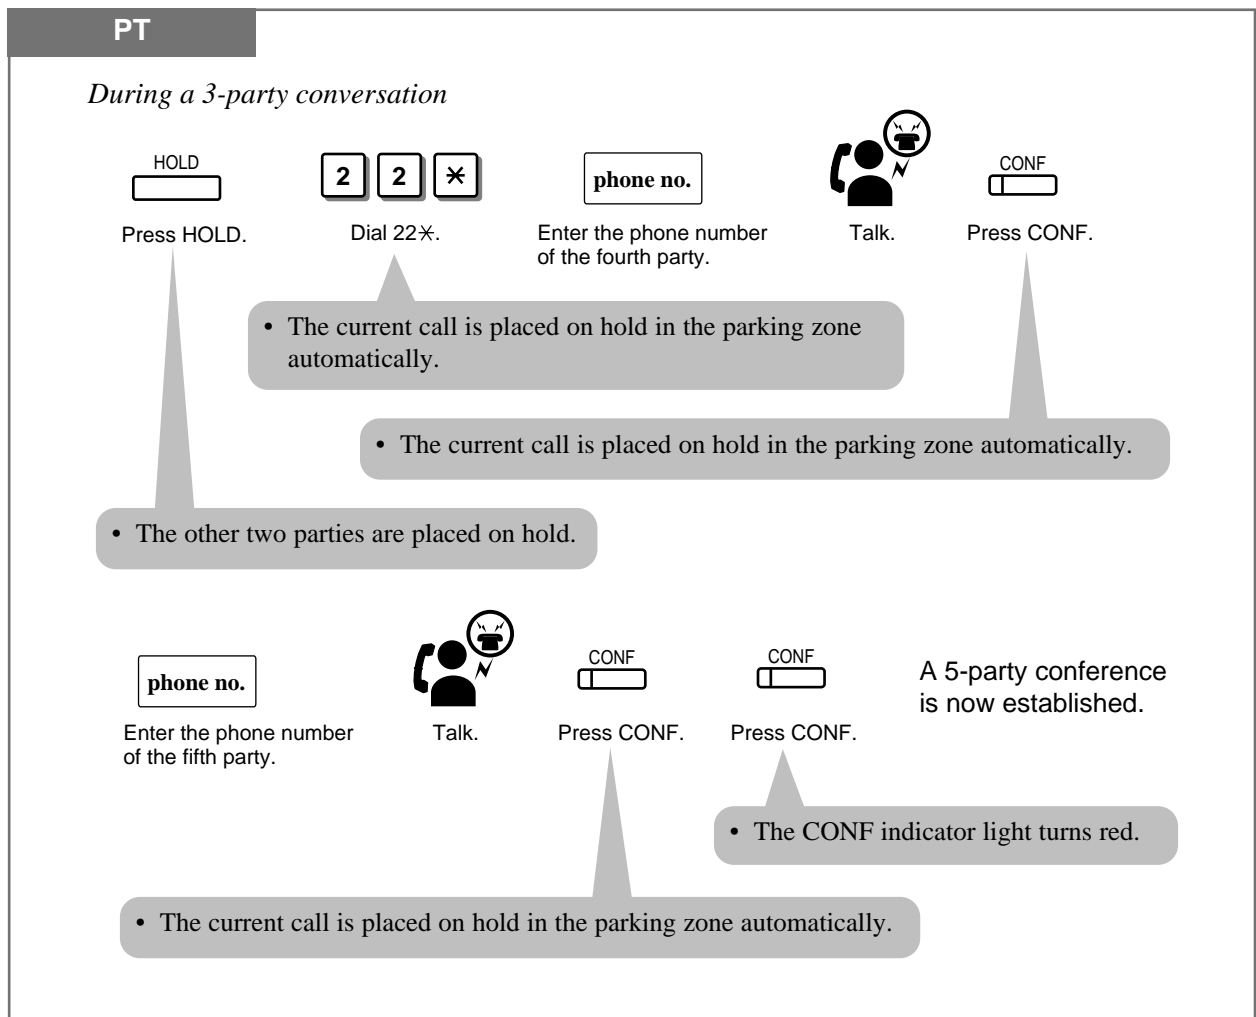 PT
During a 3-party conversation
HOLD
2 2 ✳
phone no.
CONF
Press HOLD.
Dial 22✳.
Enter the phone number
of the fourth party.
Talk.
Press CONF.
• The current call is placed on hold in the parking zone
automatically.
• The current call is placed on hold in the parking zone automatically.
• The other two parties are placed on hold.
phone no.
CONF
CONF
A 5-party conference
is now established.
Enter the phone number
of the fifth party.
Talk.
Press CONF.
Press CONF.
• The CONF indicator light turns red.
• The current call is placed on hold in the parking zone automatically.